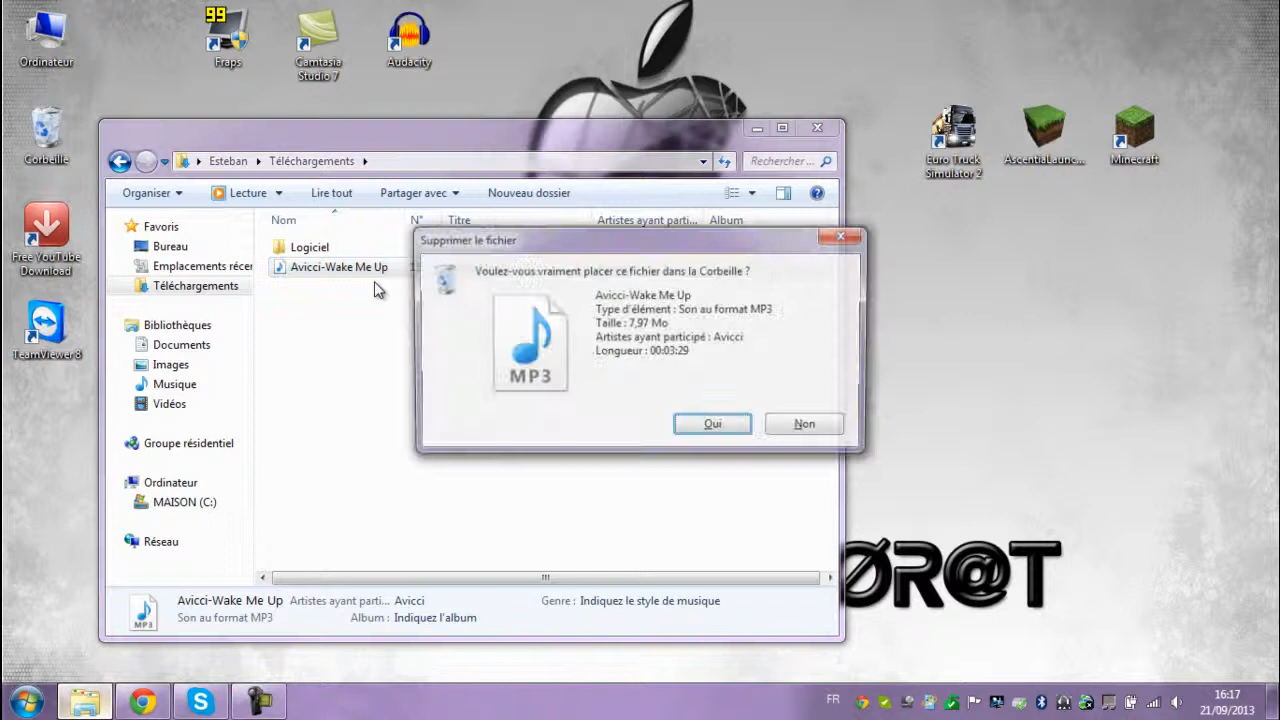 99
Ordinateur
Fraps
Camtasia
Studio 7
Audacity
Corbeille
Euro Truck
Simulator 2
AscentiaLaunc...
Minecraft
Free YouTube
Download
TeamViewer 8
Esteban
Téléchargements
Rechercher ...
Organiser
Lecture
Lire tout
Partager avec
Nouveau dossier
Favoris
Bureau
Emplacements récer
Téléchargements
Bibliothèques
Documents
Images
Musique
Vidéos
Groupe résidentiel
Ordinateur
MAISON (C:)
Réseau
Nom
N°
Titre
Artistes ayant parti...
Album
Logiciel
Avicci-Wake Me Up
Supprimer le fichier
Voulez-vous vraiment placer ce fichier dans la Corbeille ?
Avicci-Wake Me Up
Type d'élément : Son au format MP3
Taille : 7,97 Mo
Artistes ayant participé : Avicci
Longueur : 00:03:29
MP3
Oui
Non
ØR@T
Avicci-Wake Me Up
Artistes ayant parti... Avicci
Genre : Indiquez le style de musique
MP3
Son au format MP3
Album : Indiquez l'album
FR
16:17
21/09/2013